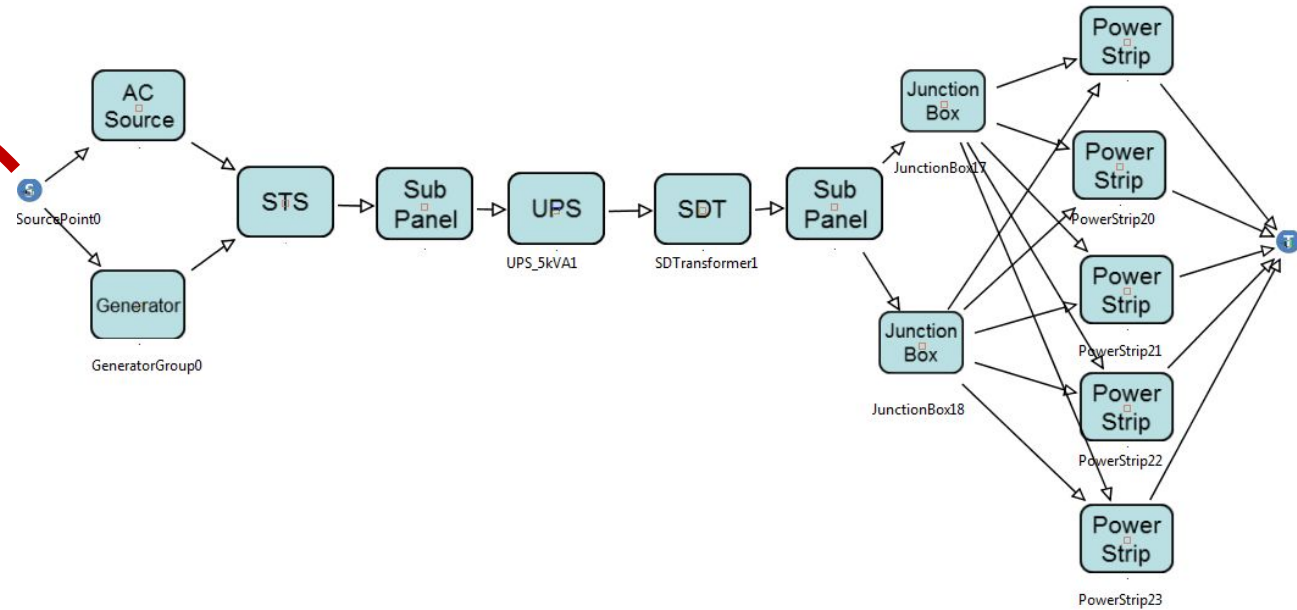 AC
Source
S
SourcePoint0
Generator
GeneratorGroup0
STS
Sub
Panel
UPS
UPS_5kVA1
SDT
SDTransformer1
Sub
Panel
Junction
Box
JunctionBox17
Junction
Box
JunctionBox18
Power
Strip
Power
Strip
PowerStrip20
Power
Strip
PowerStrip21
Power
Strip
PowerStrip22
Power
Strip
PowerStrip23
T